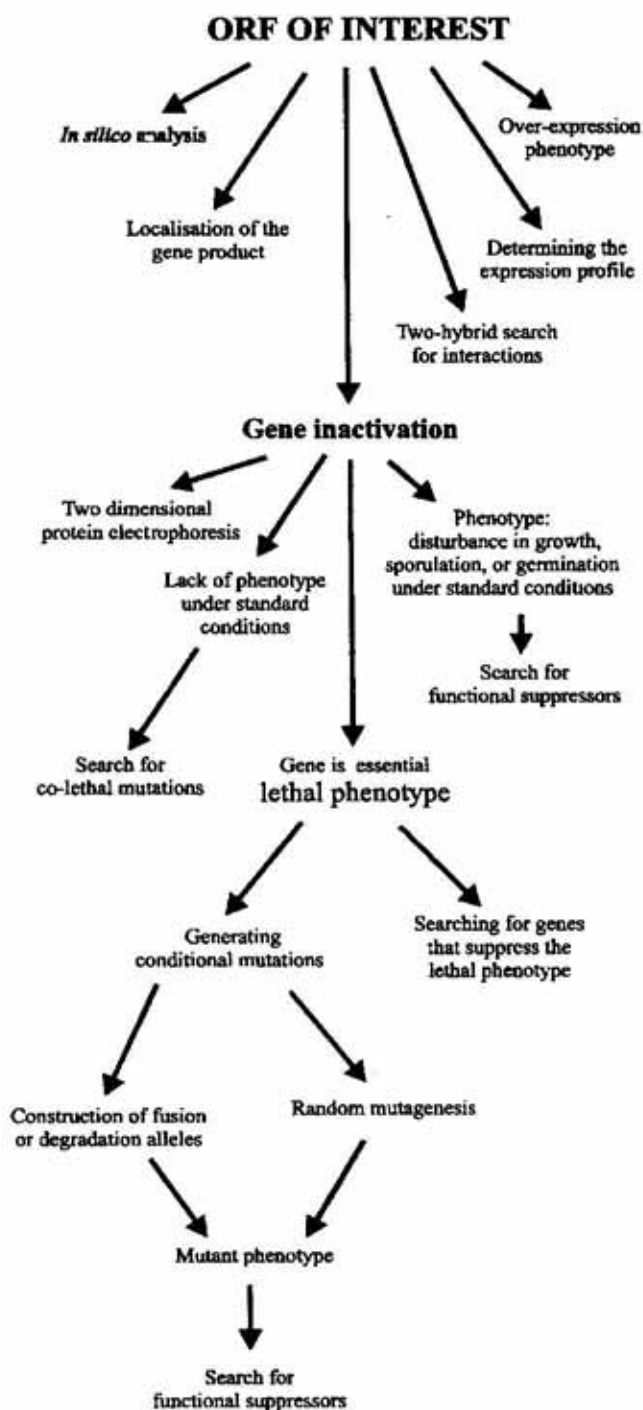 ORF OF INTEREST
In silico analysis
Over-expression
phenotype
Localisation of the
gene product
Determining the
expression profile
Two-hybrid search
for interactions
Gene inactivation
Two dimensional
protein electrophoresis
Phenotype:
disturbance in growth,
sporulation, or germination
under standard conditions
Lack of phenotype
under standard
conditions
Search for
functional suppressors
Search for
co-lethal mutations
Gene is essential
lethal phenotype
Generating
conditional mutations
Searching for genes
that suppress the
lethal phenotype
Construction of fusion
or degradation alleles
Random mutagenesis
Mutant phenotype
Search for
functional suppressors